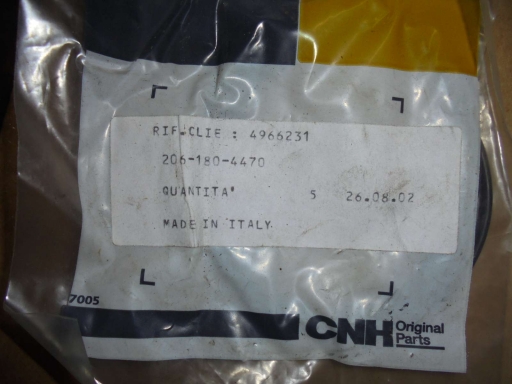 RIF.CLIE : 4966231
206-180-4470
QUANTITA' 5 26.08.02
MADE IN ITALY
7005
CNH Original Parts